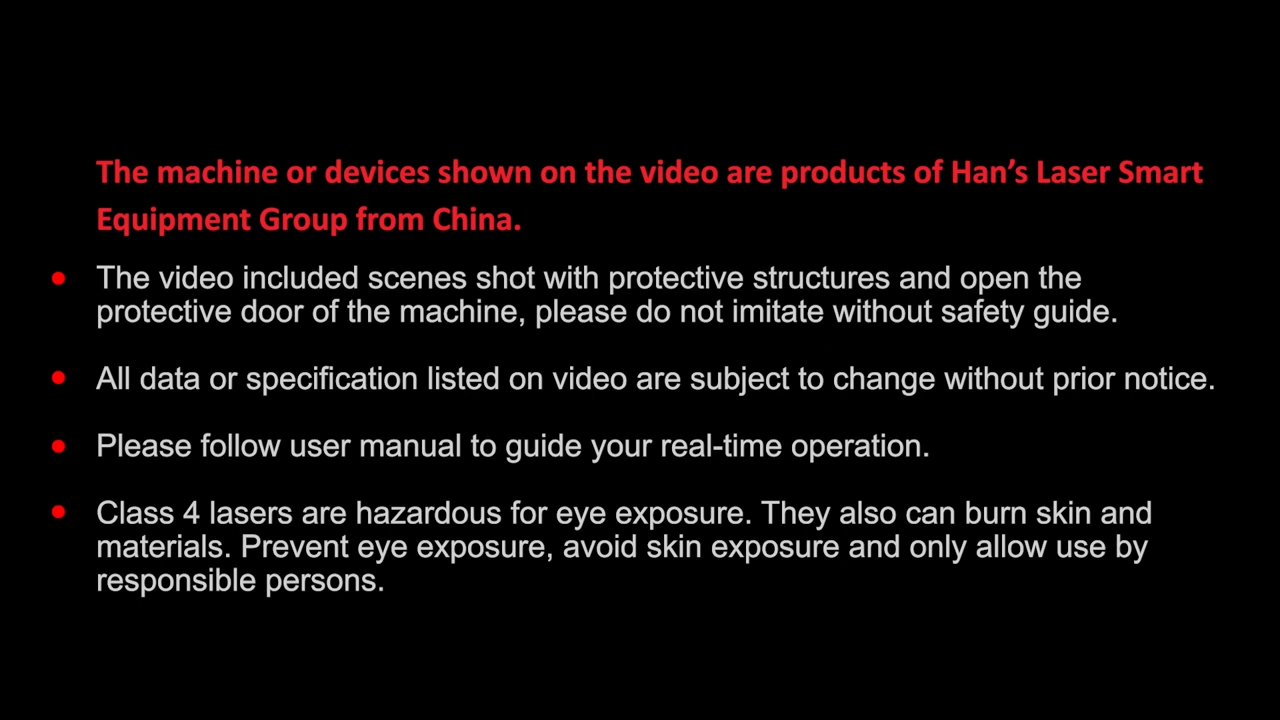 The machine or devices shown on the video are products of Han’s Laser Smart
Equipment Group from China.
The video included scenes shot with protective structures and open the
protective door of the machine, please do not imitate without safety guide.
All data or specification listed on video are subject to change without prior notice.
Please follow user manual to guide your real-time operation.
Class 4 lasers are hazardous for eye exposure. They also can burn skin and
materials. Prevent eye exposure, avoid skin exposure and only allow use by
responsible persons.